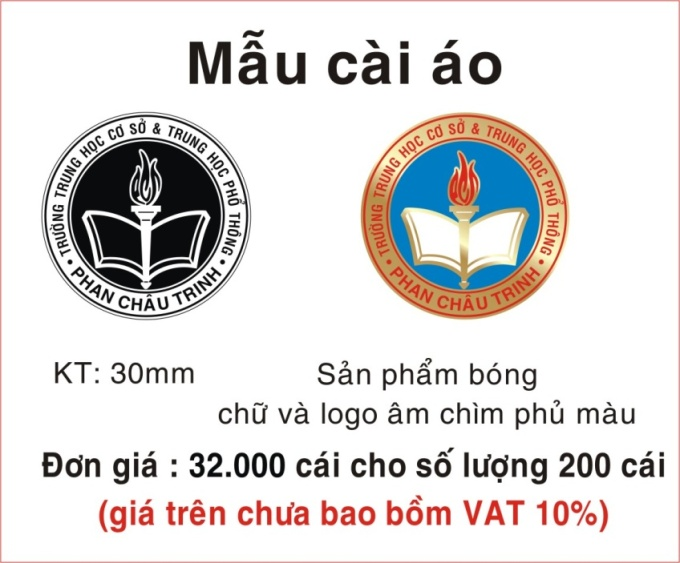 Mẫu cài áo
TRƯỜNG TRUNG HỌC CƠ SỞ & TRUNG HỌC PHỔ THÔNG
• PHAN CHÂU TRINH •
TRƯỜNG TRUNG HỌC CƠ SỞ & TRUNG HỌC PHỔ THÔNG
• PHAN CHÂU TRINH •
KT: 30mm
Sản phẩm bóng
chữ và logo âm chìm phủ màu
Đơn giá : 32.000 cái cho số lượng 200 cái
(giá trên chưa bao bồm VAT 10%)